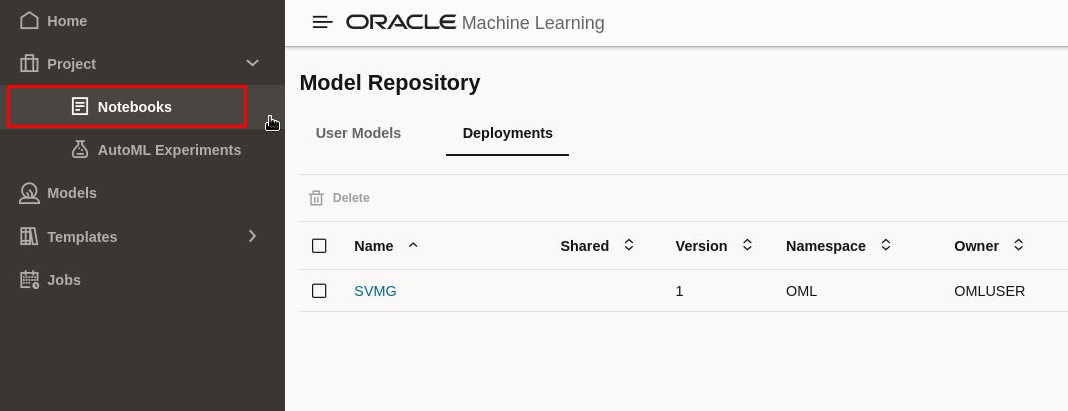 Home
Project
Notebooks
AutoML Experiments
Models
Templates
Jobs
ORACLE Machine Learning
Model Repository
User Models Deployments
Delete
Name Shared Version Namespace Owner
SVMG 1 OML OMLUSER